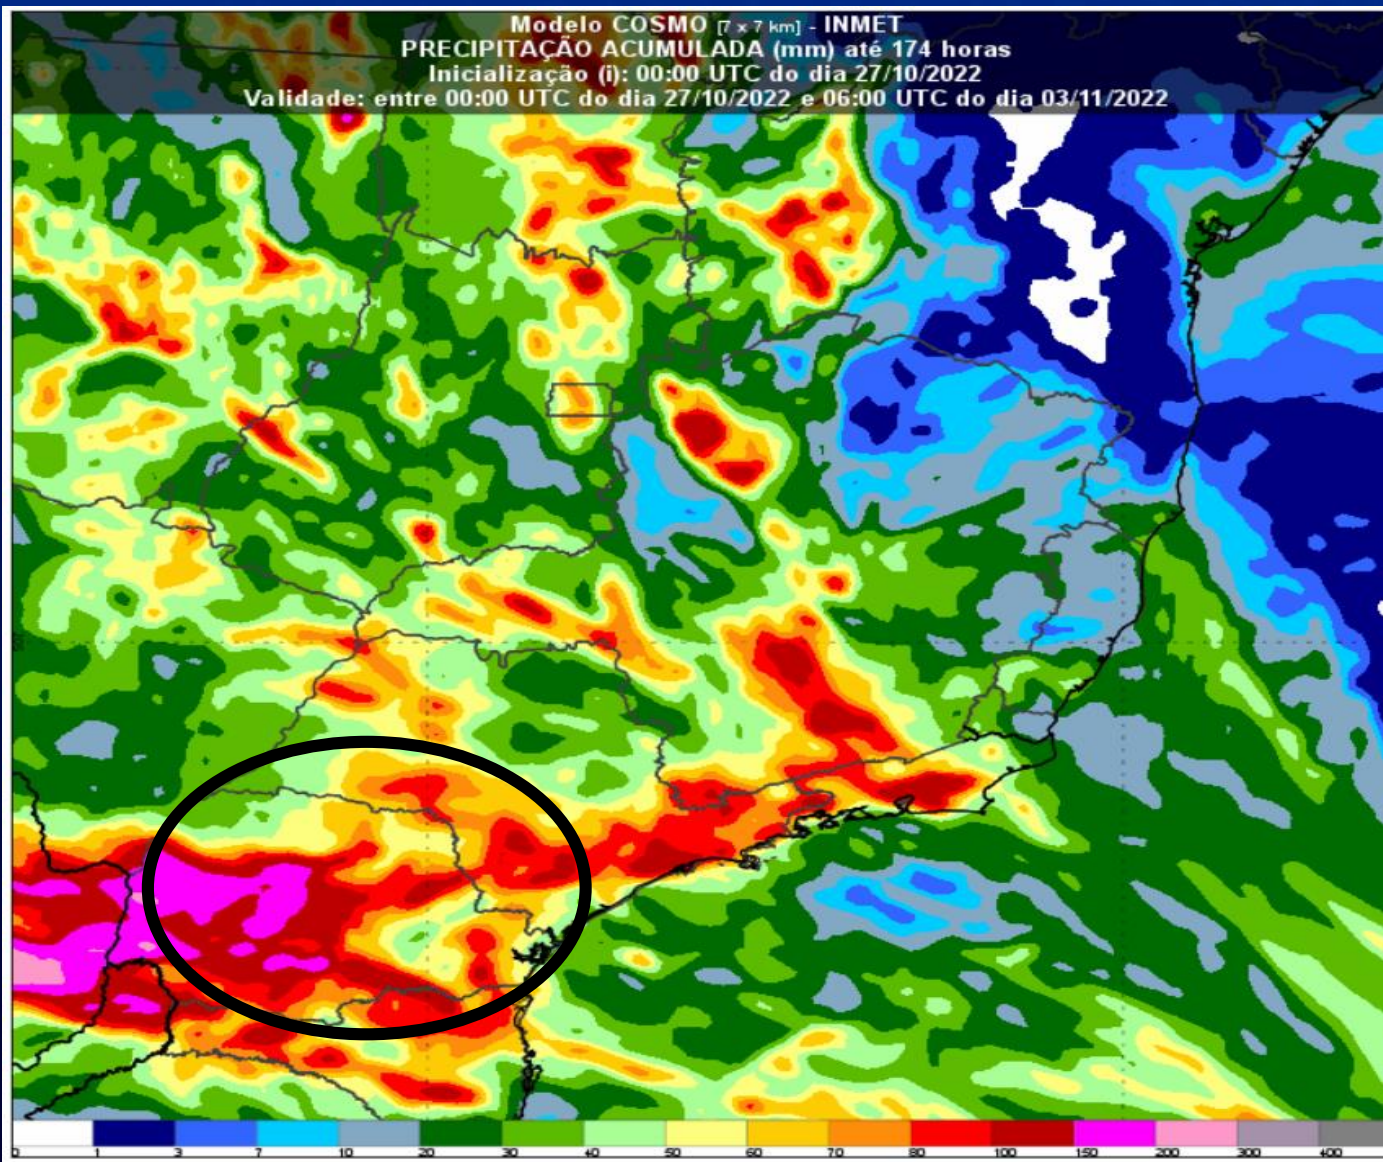 Modelo COSMO [7 x 7 km] - INMET
PRECIPITAÇÃO ACUMULADA (mm) até 174 horas
Inicialização (i): 00:00 UTC do dia 27/10/2022
Validade: entre 00:00 UTC do dia 27/10/2022 e 06:00 UTC do dia 03/11/2022
0 1 3 7 10 20 30 40 50 60 70 80 100 150 200 300 400